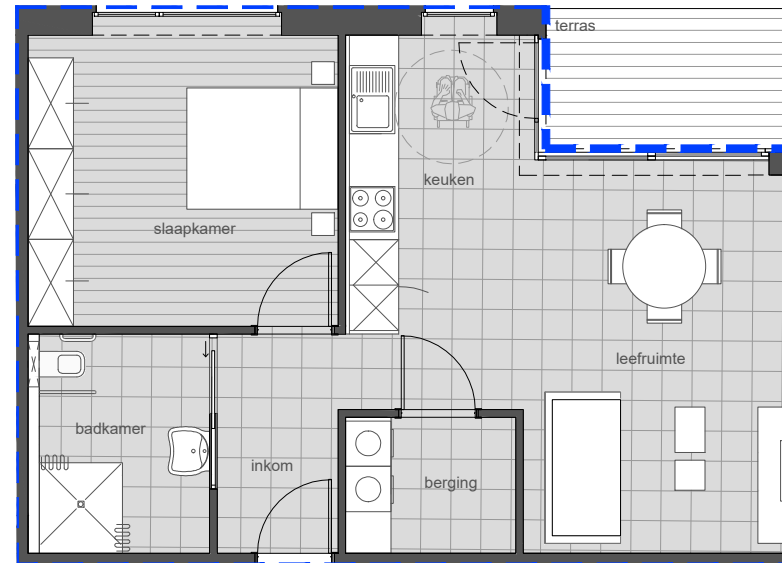 terras
keuken
slaapkamer
leefruimte
badkamer
inkom
berging